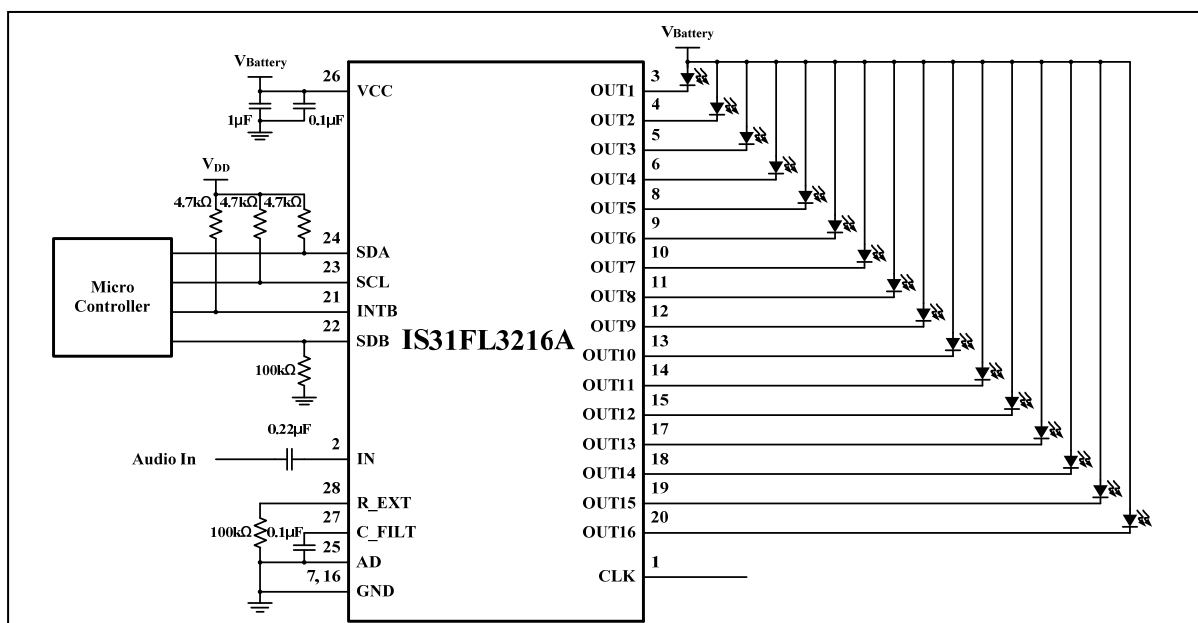 VBattery
26
VCC
1µF
0.1µF
VDD
4.7kΩ 4.7kΩ 4.7kΩ
24
SDA
23
SCL
21
INTB
22
SDB
Micro
Controller
100kΩ
0.22µF
Audio In
2
IN
28
R_EXT
27
C_FILT
100kΩ
0.1µF
25
AD
7, 16
GND
IS31FL3216A
VBattery
3
OUT1
4
OUT2
5
OUT3
6
OUT4
8
OUT5
9
OUT6
10
OUT7
11
OUT8
12
OUT9
13
OUT10
14
OUT11
15
OUT12
17
OUT13
18
OUT14
19
OUT15
20
OUT16
1
CLK